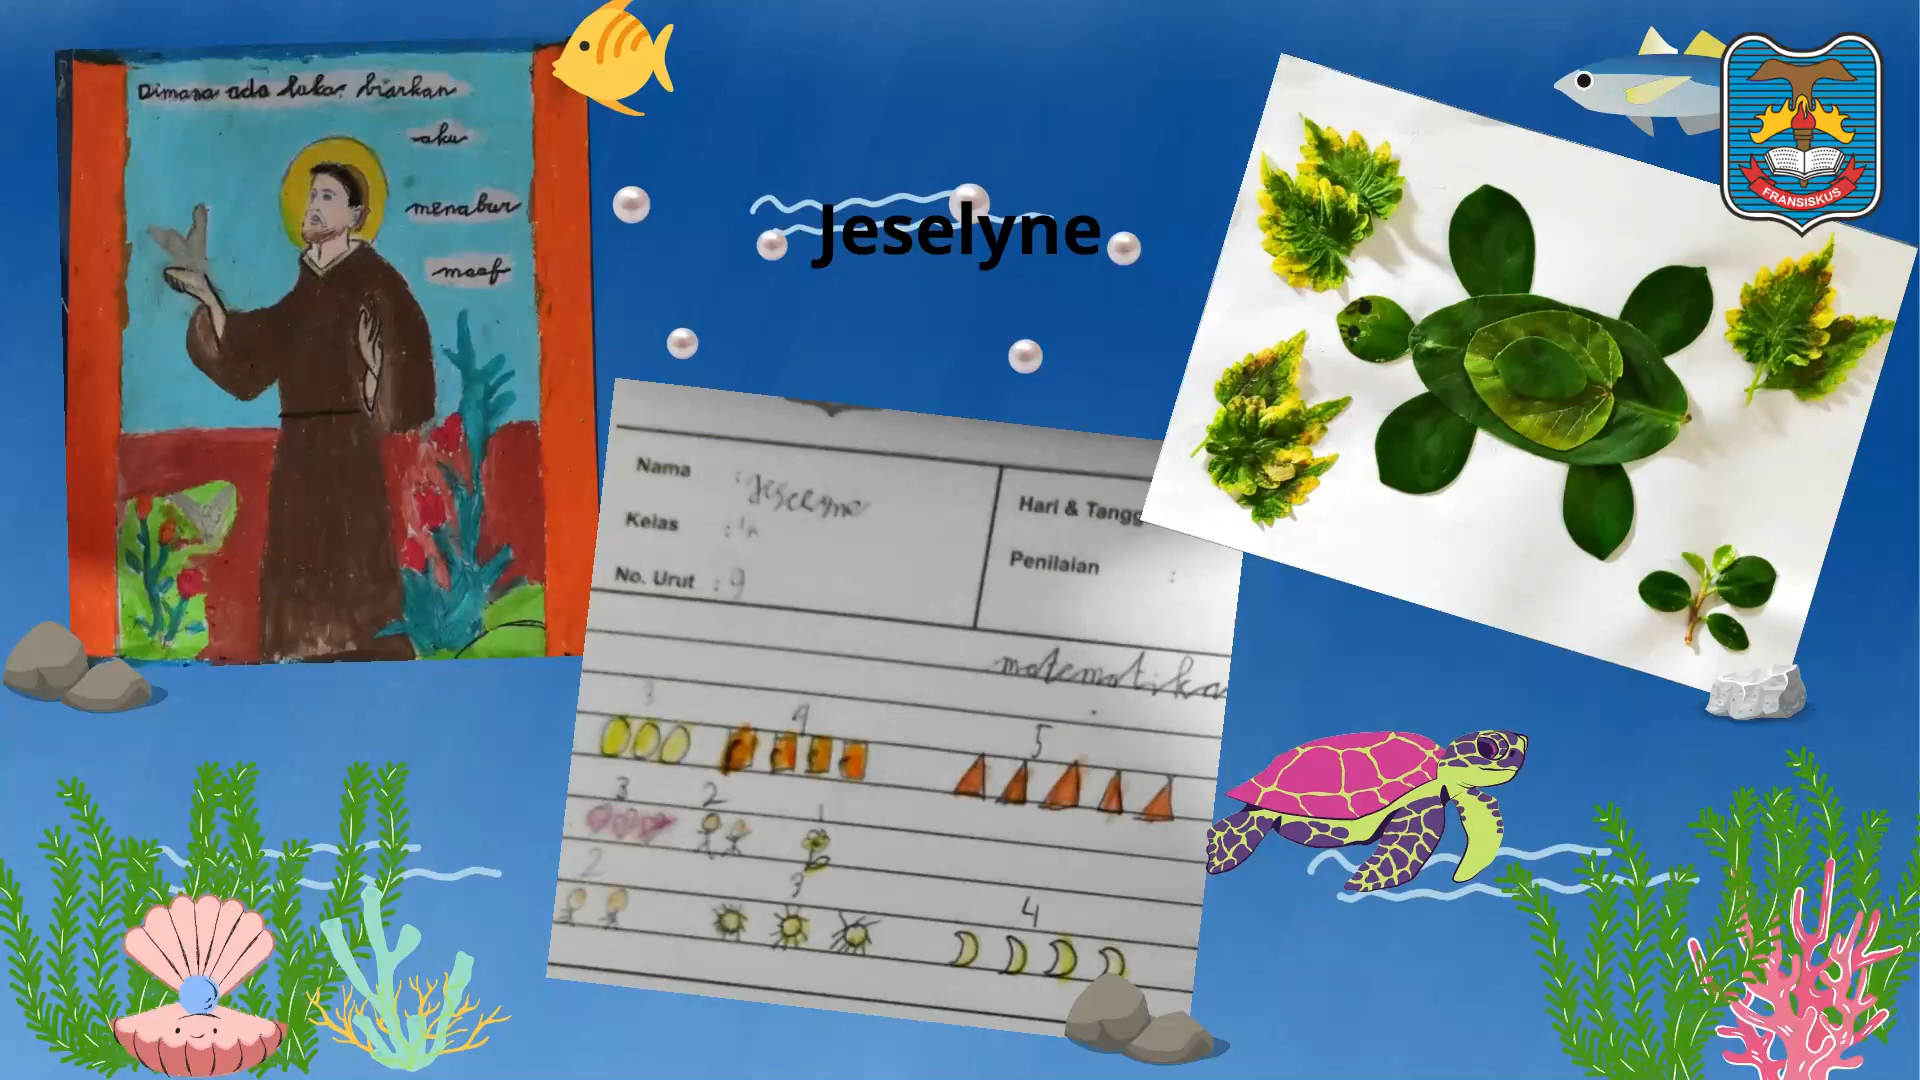 Dimana ada luka, biarkan
aku
menabur
maaf
Jeselyne
FRANSISKUS
Nama : Jeselyne
Kelas :
No. Urut : 9
Hari & Tangg
Penilaian :
matematika
3 4 5
3 2 1
2 3 4